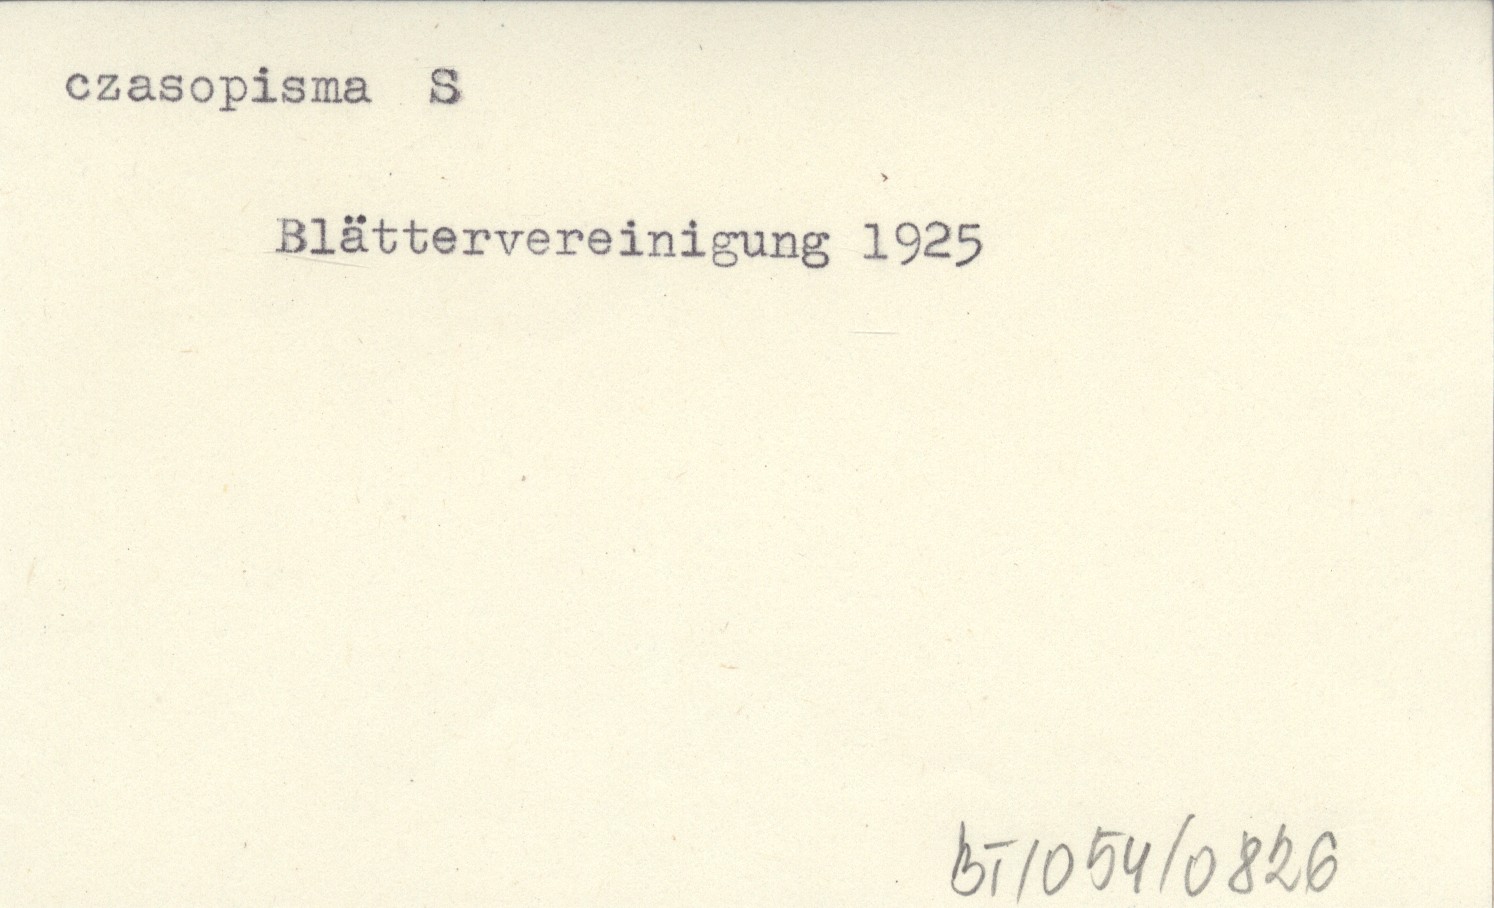 czasopisma S
Blättervereinigung 1925
BT/054/0826